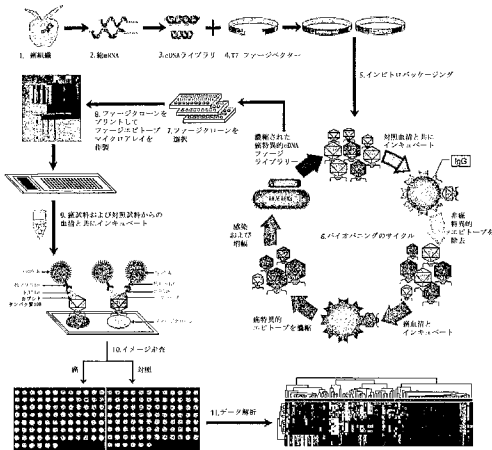 1. 癌組織
2. 総mRNA
3. cDNAライブラリ
4. T7 ファージベクター
5. インビトロパッケージング
対照血清と共に
インキュベート
IgG
非癌
特異的
エピトープを
除去
6. バイオパニングのサイクル
癌血清と
インキュベート
癌特異的
エピトープを濃縮
感染
および
増幅
濃縮された
癌特異的cDNA
ファージ
ライブラリー
7. ファージクローンを
選択
8. ファージクローンを
プリントして
ファージエピトープ
マイクロアレイを
作製
9. 癌試料および対照試料からの
血清と共にインキュベート
タンパク質
10. イメージ走査
癌
対照
11. データ解析